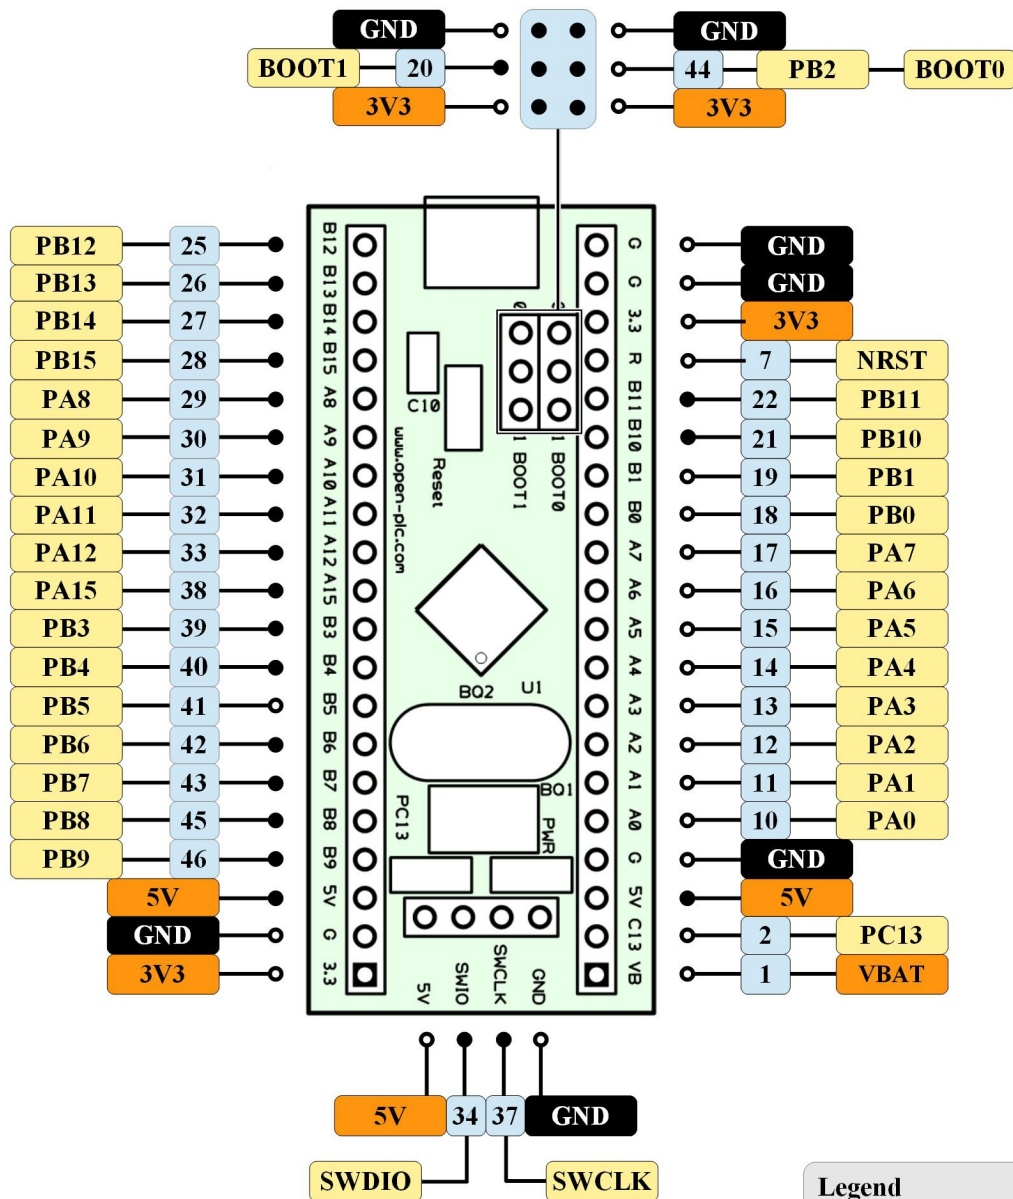 GND GND
BOOT1 20 44 PB2 BOOT0
3V3 3V3
PB12 25 B12 G GND
PB13 26 B13 G GND
PB14 27 B14 3.3 3V3
PB15 28 B15 R 7 NRST
PA8 29 A8 B11 22 PB11
PA9 30 A9 B10 21 PB10
PA10 31 A10 B1 19 PB1
PA11 32 A11 B0 18 PB0
PA12 33 A12 A7 17 PA7
PA15 38 A15 A6 16 PA6
PB3 39 B3 A5 15 PA5
PB4 40 B4 A4 14 PA4
PB5 41 B5 A3 13 PA3
PB6 42 B6 A2 12 PA2
PB7 43 B7 A1 11 PA1
PB8 45 B8 A0 10 PA0
PB9 46 B9 G GND
5V 5V 5V 5V
GND G C13 2 PC13
3V3 3.3 VB 1 VBAT
C10
Reset
1 BOOT1
1 BOOT0
www.open-plc.com
BQ2 U1
BQ1
PC13
PWR
5V SWIO SWCLK GND
5V 34 37 GND
SWDIO SWCLK
Legend